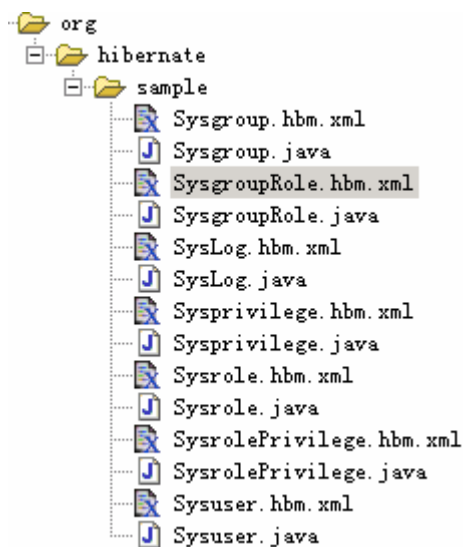 org
hibernate
sample
Sysgroup.hbm.xml
Sysgroup.java
SysgroupRole.hbm.xml
SysgroupRole.java
SysLog.hbm.xml
SysLog.java
Sysprivilege.hbm.xml
Sysprivilege.java
Sysrole.hbm.xml
Sysrole.java
SysrolePrivilege.hbm.xml
SysrolePrivilege.java
Sysuser.hbm.xml
Sysuser.java